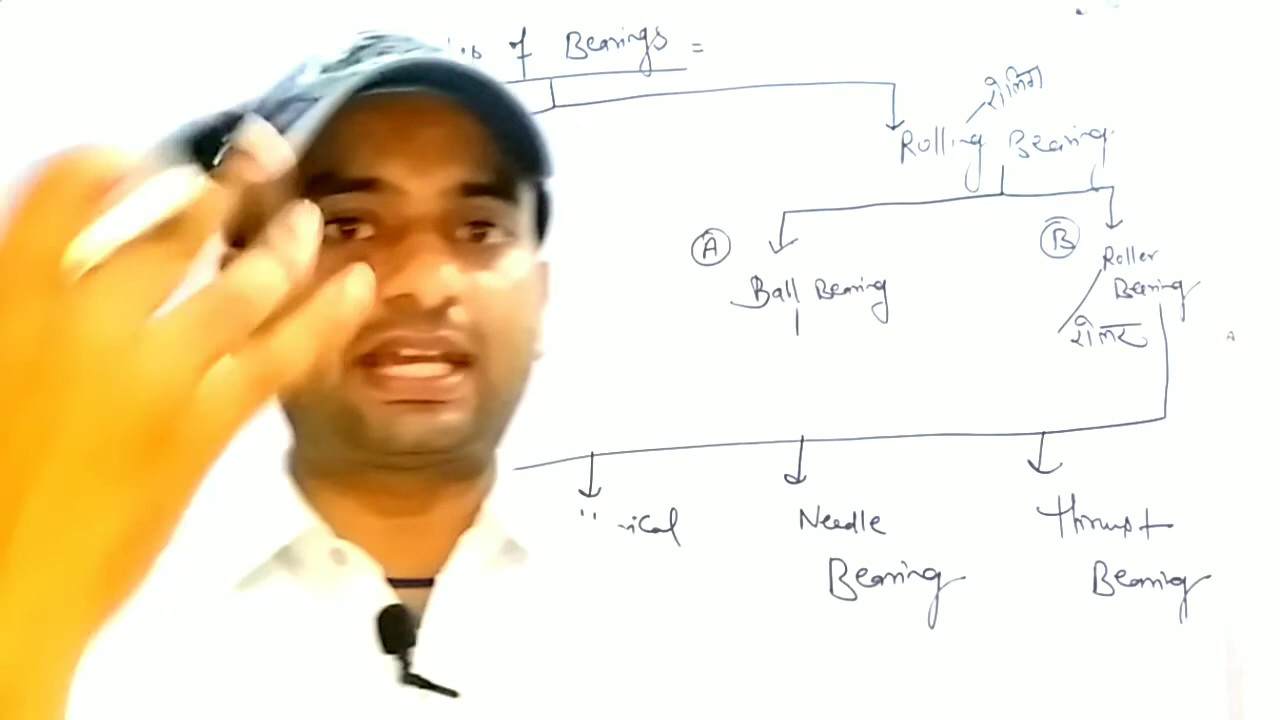 of Bearings =
रोलिंग
Rolling Bearing
A
B
Ball Bearing
Roller
Bearing
रोलर
Needle
Bearing
Thrust
Bearing